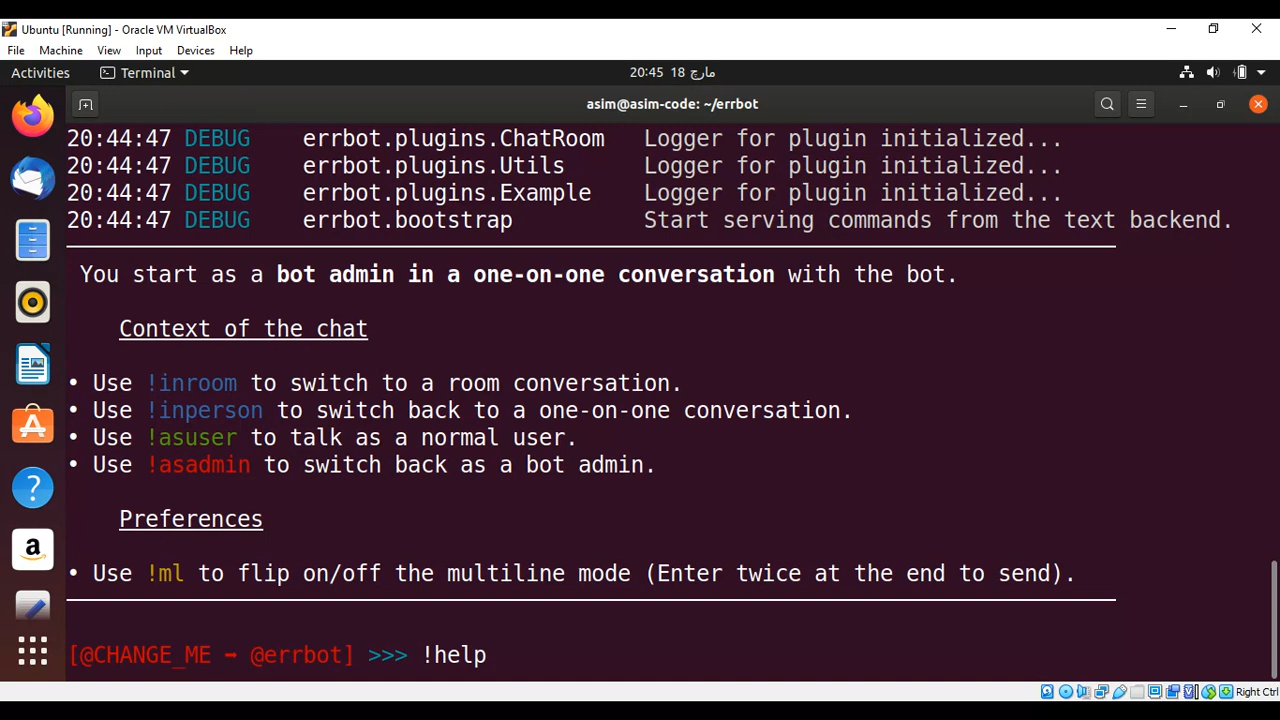 Ubuntu [Running] - Oracle VM VirtualBox
File Machine View Input Devices Help
Activities Terminal 20:45 18 مارچ
asim@asim-code: ~/errbot
20:44:47 DEBUG errbot.plugins.ChatRoom Logger for plugin initialized...
20:44:47 DEBUG errbot.plugins.Utils Logger for plugin initialized...
20:44:47 DEBUG errbot.plugins.Example Logger for plugin initialized...
20:44:47 DEBUG errbot.bootstrap Start serving commands from the text backend.
You start as a bot admin in a one-on-one conversation with the bot.
Context of the chat
• Use !inroom to switch to a room conversation.
• Use !inperson to switch back to a one-on-one conversation.
• Use !asuser to talk as a normal user.
• Use !asadmin to switch back as a bot admin.
Preferences
• Use !ml to flip on/off the multiline mode (Enter twice at the end to send).
[@CHANGE_ME ➡ @errbot] >>> !help
Right Ctrl